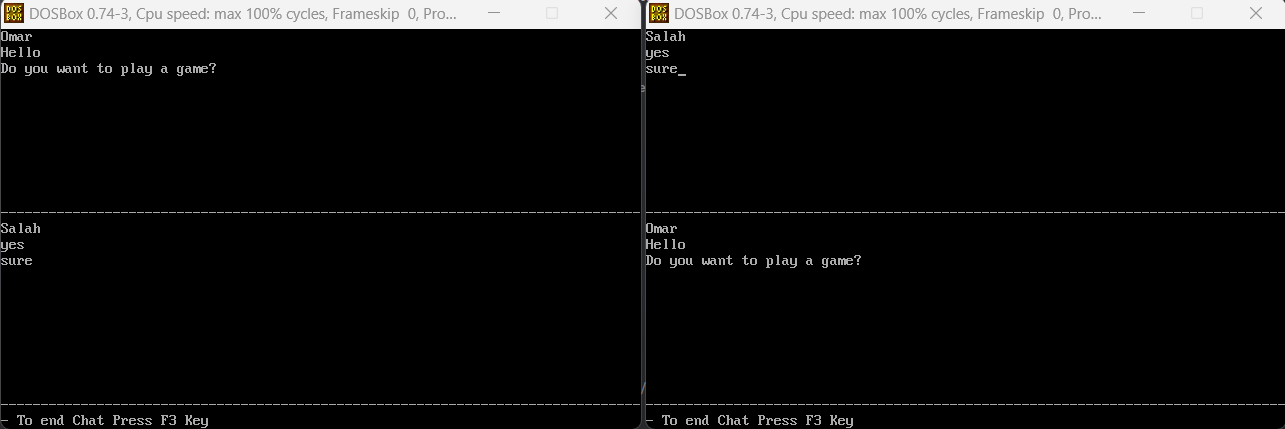 DOSBox 0.74-3, Cpu speed: max 100% cycles, Frameskip 0, Pro...
Omar
Hello
Do you want to play a game?
Salah
yes
sure
- To end Chat Press F3 Key
DOSBox 0.74-3, Cpu speed: max 100% cycles, Frameskip 0, Pro...
Salah
yes
sure_
Omar
Hello
Do you want to play a game?
- To end Chat Press F3 Key